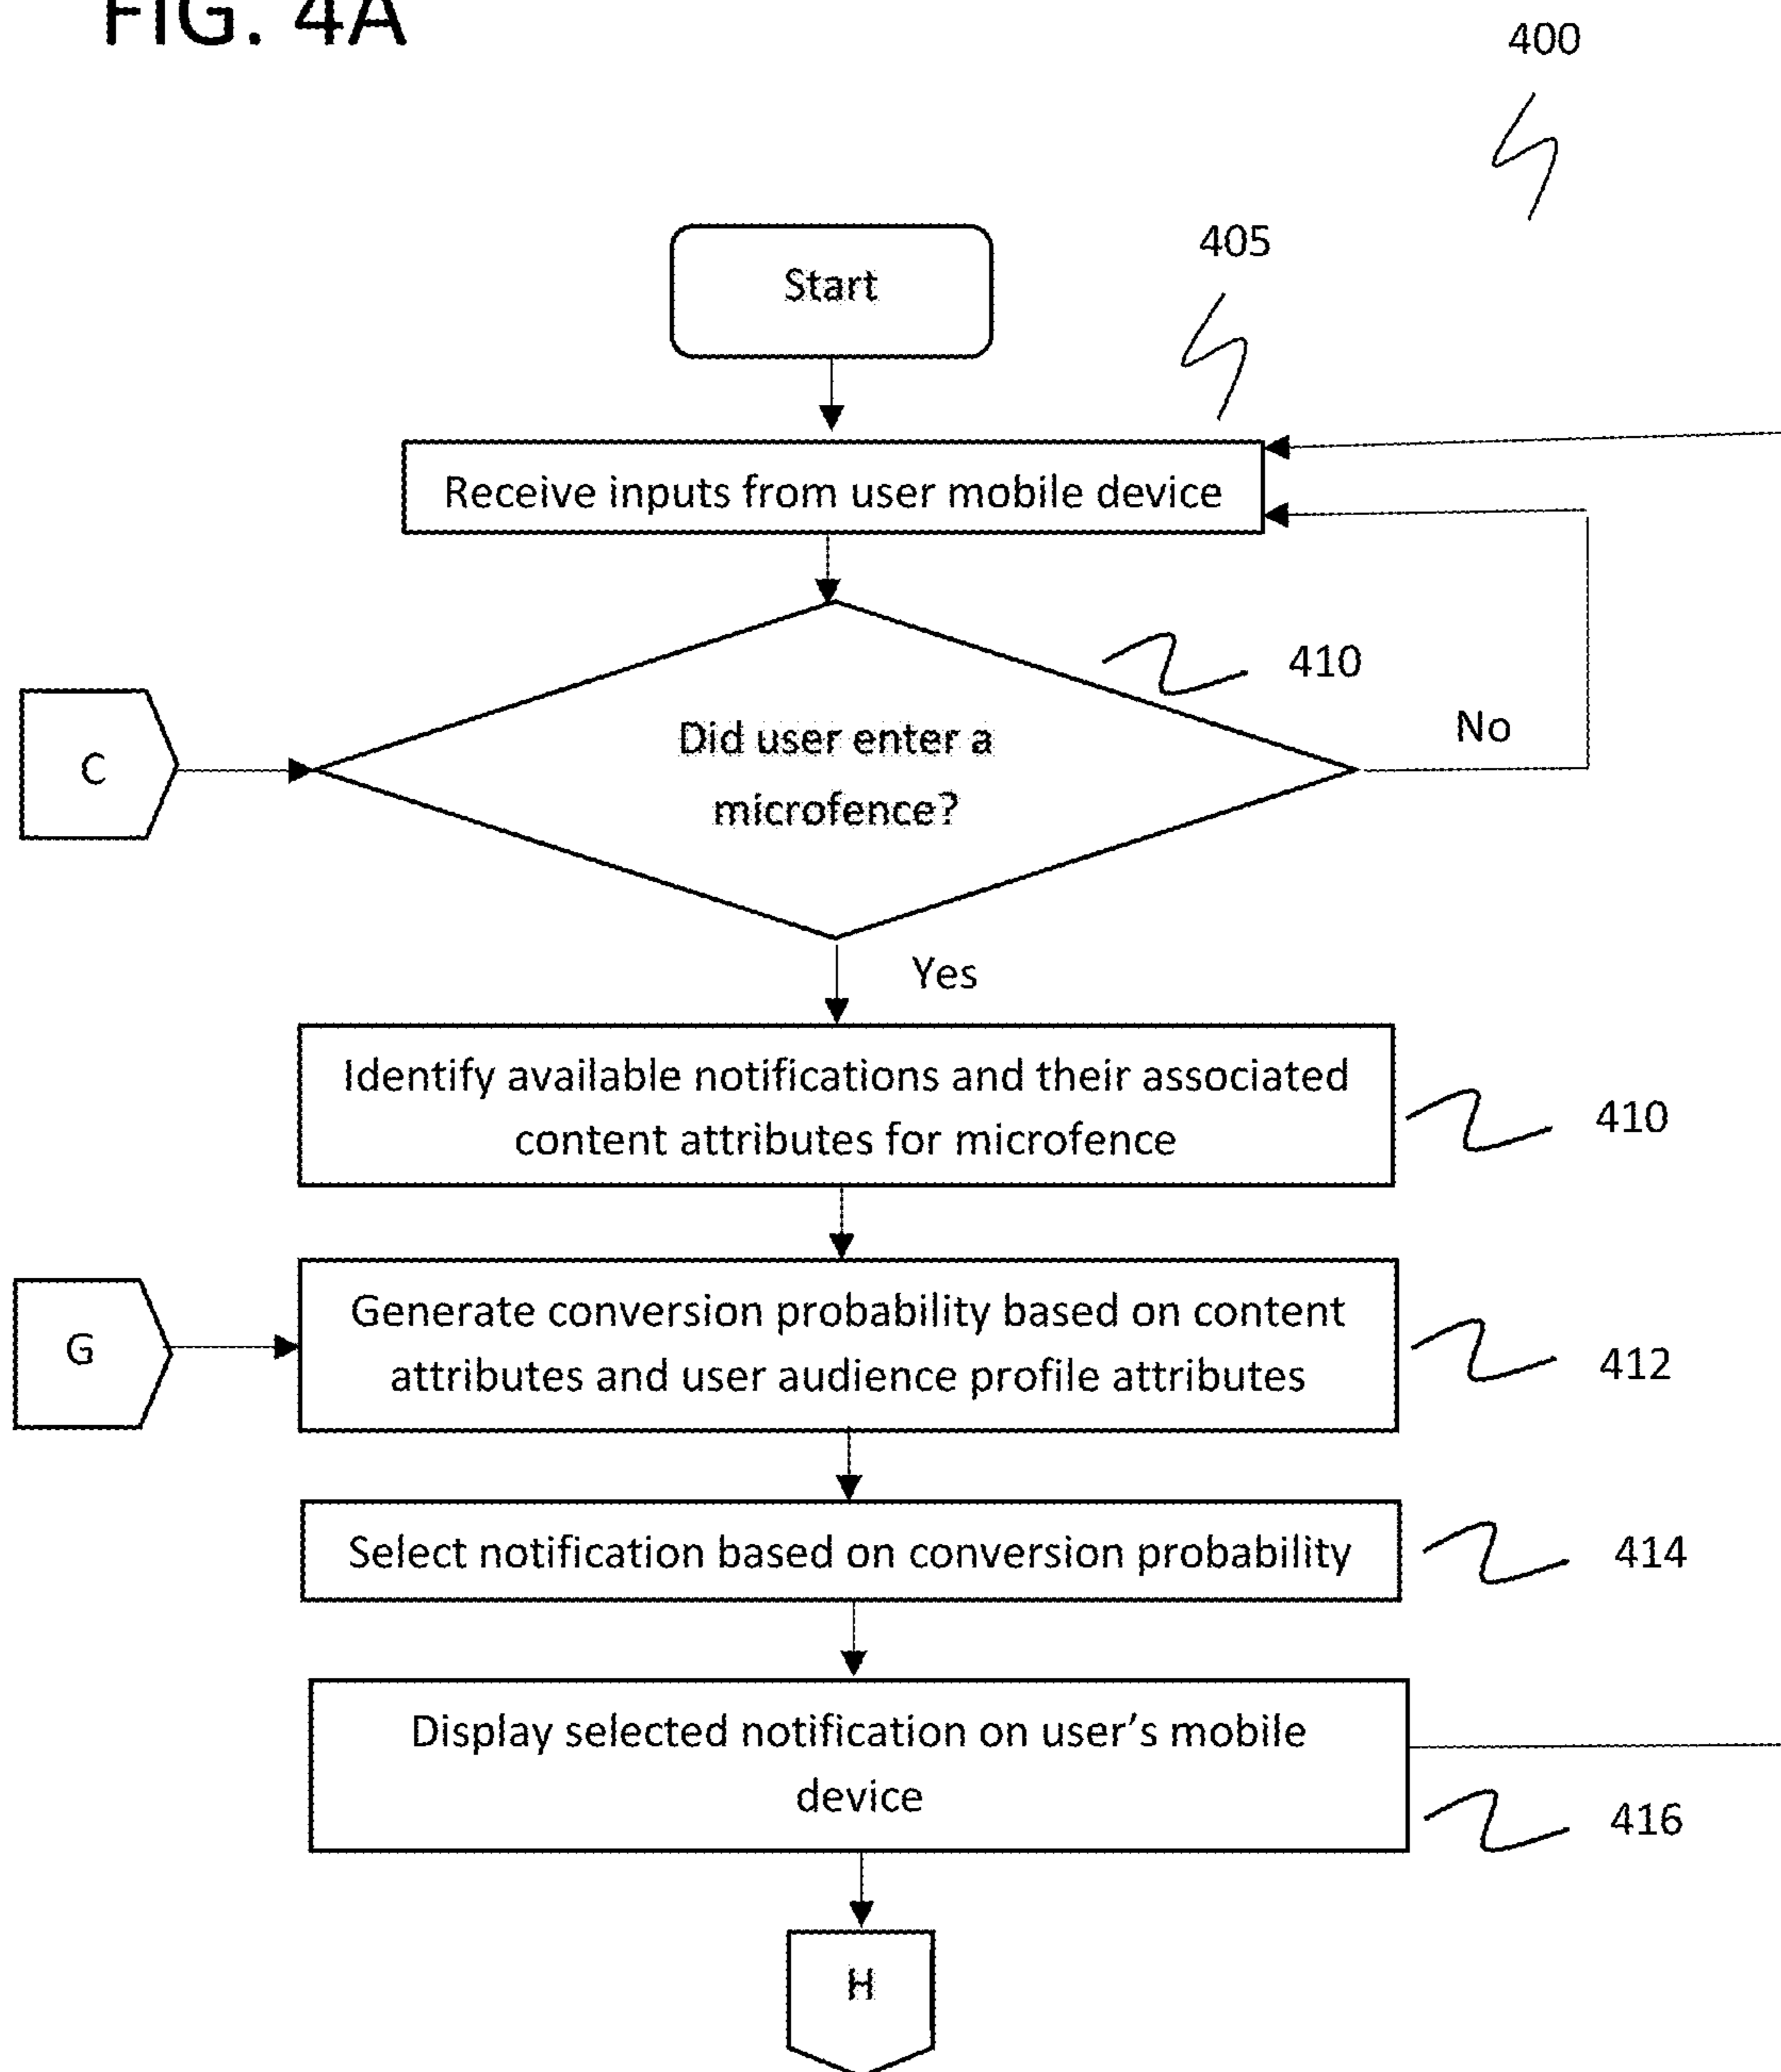 FIG. 4A
400
405
Start
Receive inputs from user mobile device
410
Did user enter a
microfence?
No
C
Yes
Identify available notifications and their associated
content attributes for microfence
410
Generate conversion probability based on content
attributes and user audience profile attributes
G
412
Select notification based on conversion probability
414
Display selected notification on user's mobile
device
416
H